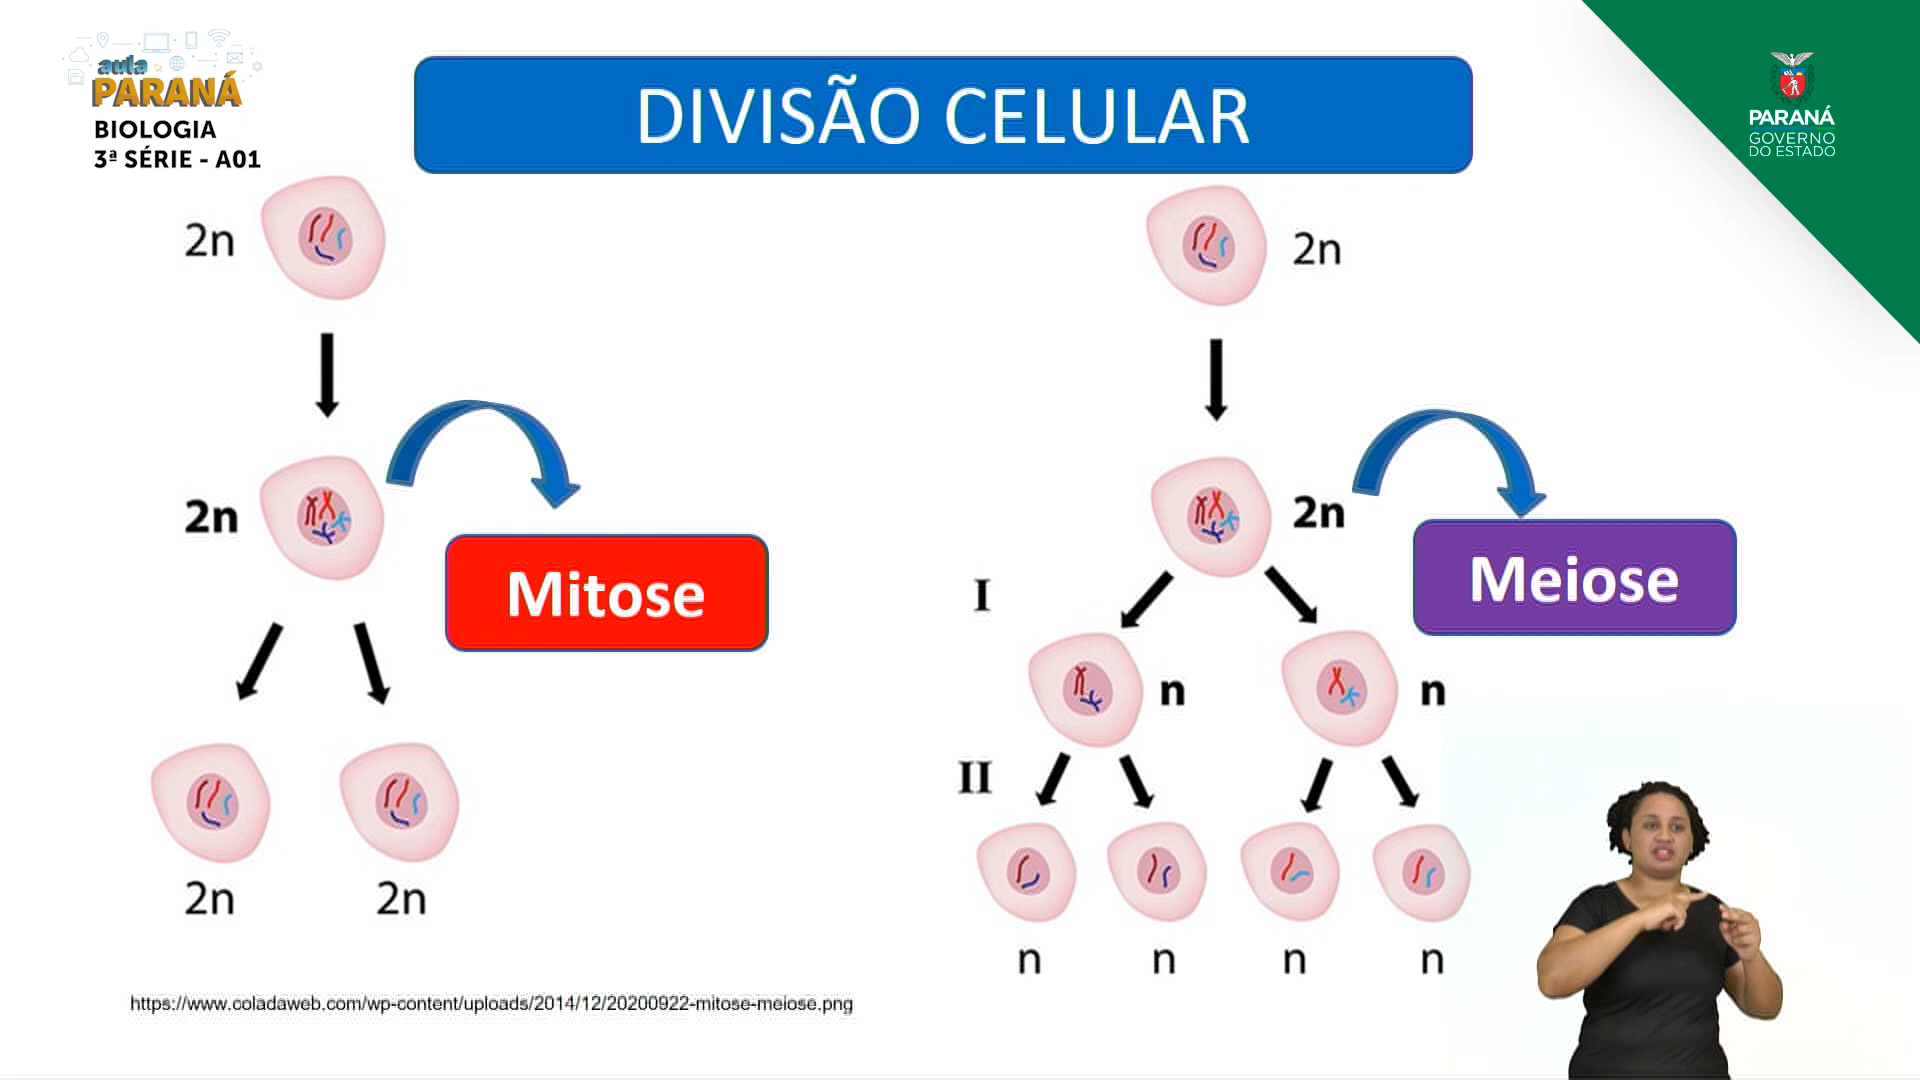 aula
PARANÁ
BIOLOGIA
3ª SÉRIE - A01
DIVISÃO CELULAR
PARANÁ
GOVERNO
DO ESTADO
2n
2n
2n
2n
Mitose
Meiose
I
n
n
II
2n
2n
n
n
n
n
https://www.coladaweb.com/wp-content/uploads/2014/12/20200922-mitose-meiose.png